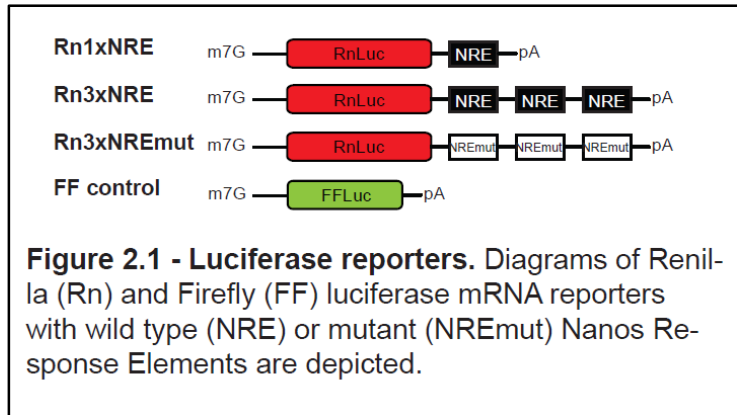 Rn1xNRE m7G RnLuc NRE pA
Rn3xNRE m7G RnLuc NRE NRE NRE pA
Rn3xNREmut m7G RnLuc NREmut NREmut NREmut pA
FF control m7G FFLuc pA
Figure 2.1 - Luciferase reporters. Diagrams of Renil-
la (Rn) and Firefly (FF) luciferase mRNA reporters
with wild type (NRE) or mutant (NREmut) Nanos Re-
sponse Elements are depicted.